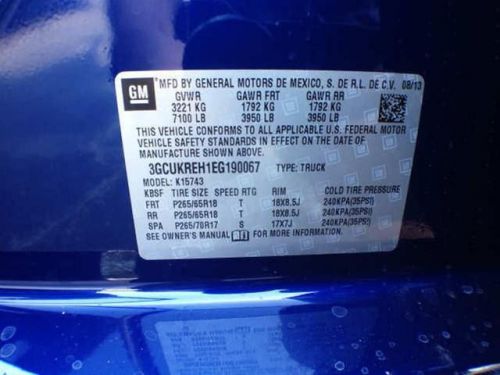 GM MFD BY GENERAL MOTORS DE MEXICO, S. DE R.L. DE C.V. 08/13
GVWR GAWR FRT GAWR RR
3221 KG 1792 KG 1792 KG
7100 LB 3950 LB 3950 LB
THIS VEHICLE CONFORMS TO ALL APPLICABLE U.S. FEDERAL MOTOR
VEHICLE SAFETY STANDARDS IN EFFECT ON THE DATE OF
MANUFACTURE SHOWN ABOVE.
3GCUKREH1EG190067 TYPE: TRUCK
MODEL: K15743
KBSF TIRE SIZE SPEED RTG RIM COLD TIRE PRESSURE
FRT P265/65R18 T 18X8.5J 240KPA(35PSI)
RR P265/65R18 T 18X8.5J 240KPA(35PSI)
SPA P265/70R17 S 17X7J 240KPA(35PSI)
SEE OWNER'S MANUAL FOR MORE INFORMATION.